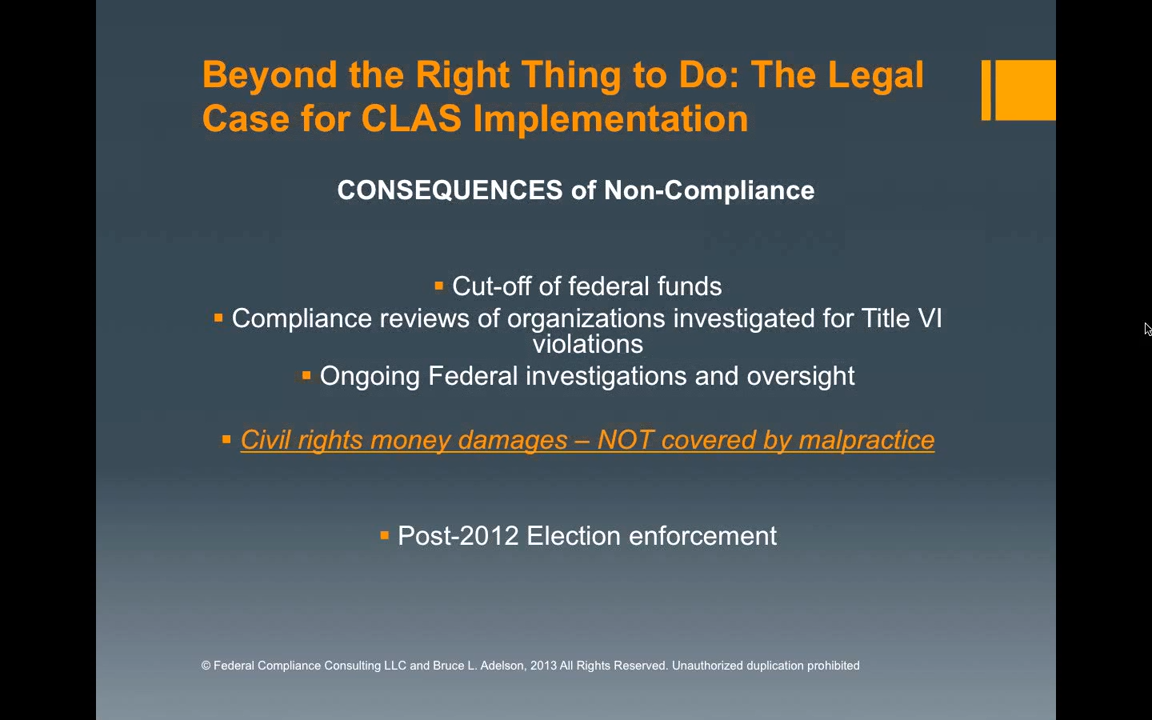 Beyond the Right Thing to Do: The Legal
Case for CLAS Implementation
CONSEQUENCES of Non-Compliance
▪ Cut-off of federal funds
▪ Compliance reviews of organizations investigated for Title VI
violations
▪ Ongoing Federal investigations and oversight
▪ Civil rights money damages – NOT covered by malpractice
▪ Post-2012 Election enforcement
© Federal Compliance Consulting LLC and Bruce L. Adelson, 2013 All Rights Reserved. Unauthorized duplication prohibited